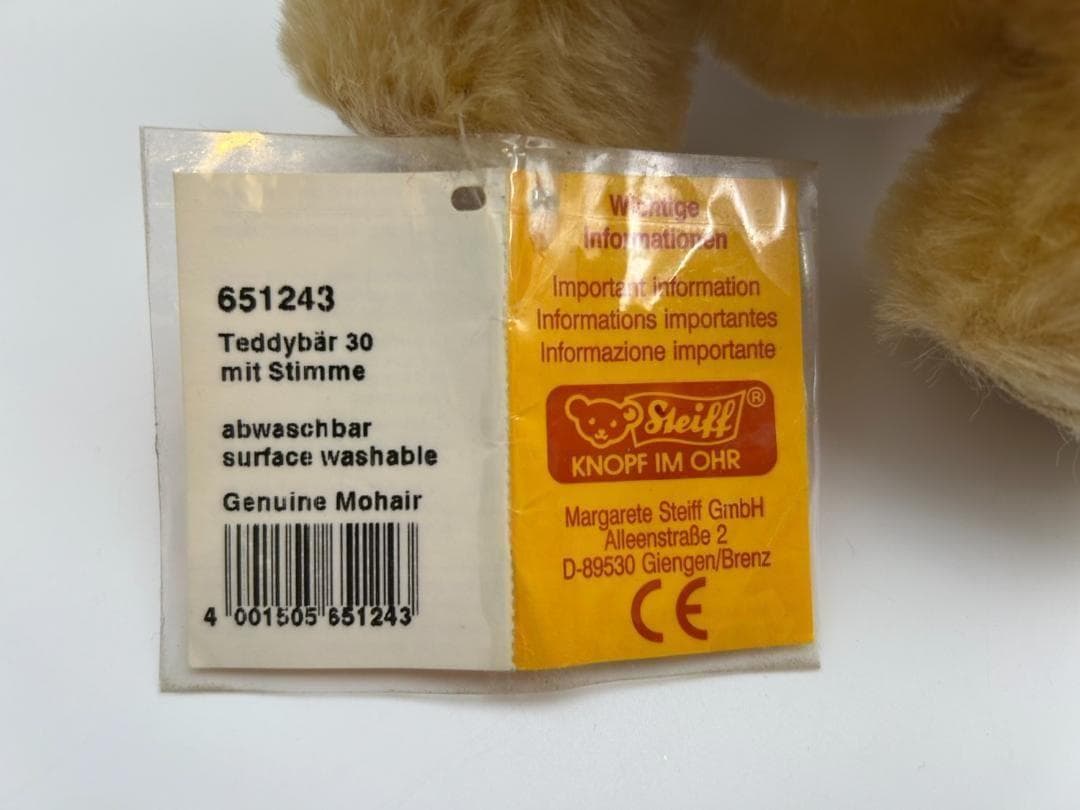 651243
Teddybär 30
mit Stimme
abwaschbar
surface washable
Genuine Mohair
4 001505 651243
Wichtige
Informationen
Important information
Informations importantes
Informazione importante
Steiff ®
KNOPF IM OHR
Margarete Steiff GmbH
Alleenstraße 2
D-89530 Giengen/Brenz
CE